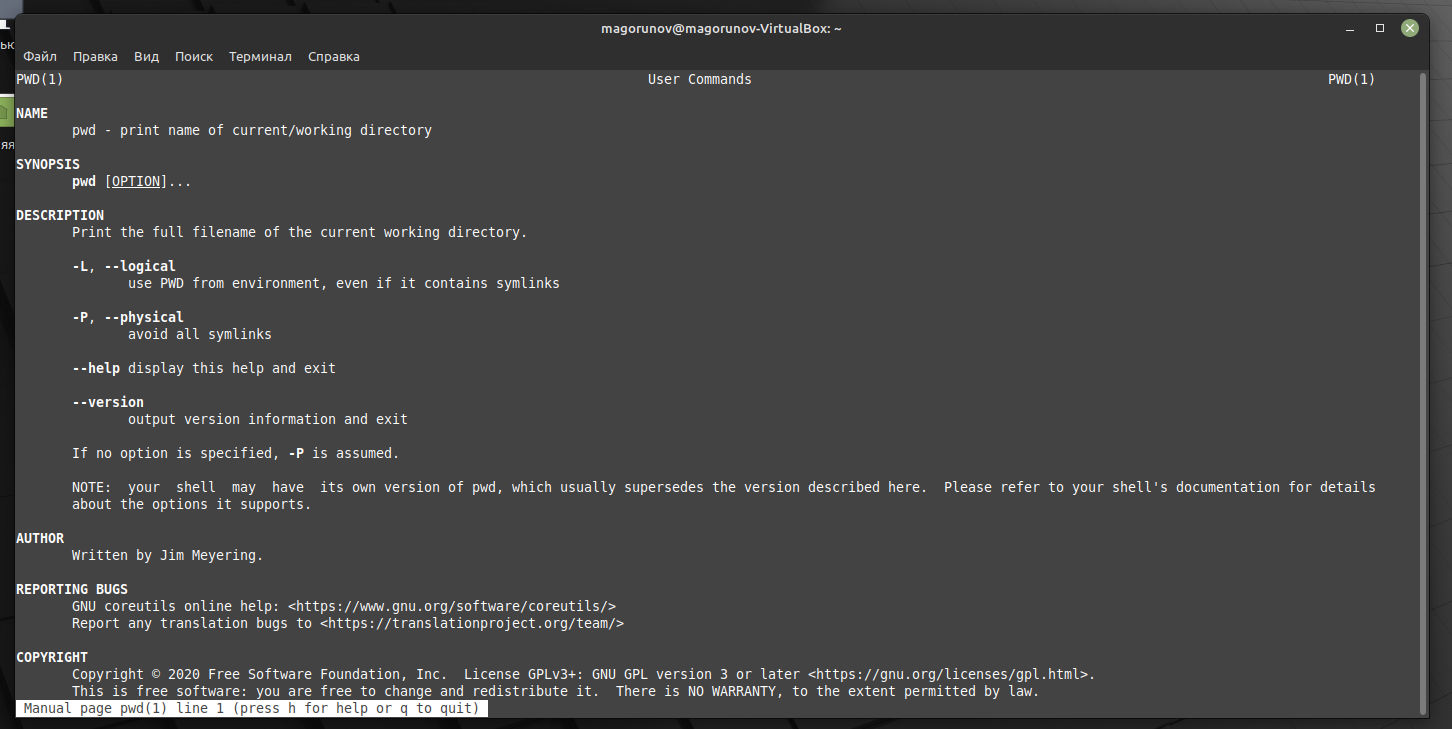 magorunov@magorunov-VirtualBox: ~
Файл Правка Вид Поиск Терминал Справка
PWD(1) User Commands PWD(1)
NAME
pwd - print name of current/working directory
SYNOPSIS
pwd [OPTION]...
DESCRIPTION
Print the full filename of the current working directory.
-L, --logical
use PWD from environment, even if it contains symlinks
-P, --physical
avoid all symlinks
--help display this help and exit
--version
output version information and exit
If no option is specified, -P is assumed.
NOTE: your shell may have its own version of pwd, which usually supersedes the version described here. Please refer to your shell's documentation for details
about the options it supports.
AUTHOR
Written by Jim Meyering.
REPORTING BUGS
GNU coreutils online help: <https://www.gnu.org/software/coreutils/>
Report any translation bugs to <https://translationproject.org/team/>
COPYRIGHT
Copyright © 2020 Free Software Foundation, Inc. License GPLv3+: GNU GPL version 3 or later <https://gnu.org/licenses/gpl.html>.
This is free software: you are free to change and redistribute it. There is NO WARRANTY, to the extent permitted by law.
Manual page pwd(1) line 1 (press h for help or q to quit)